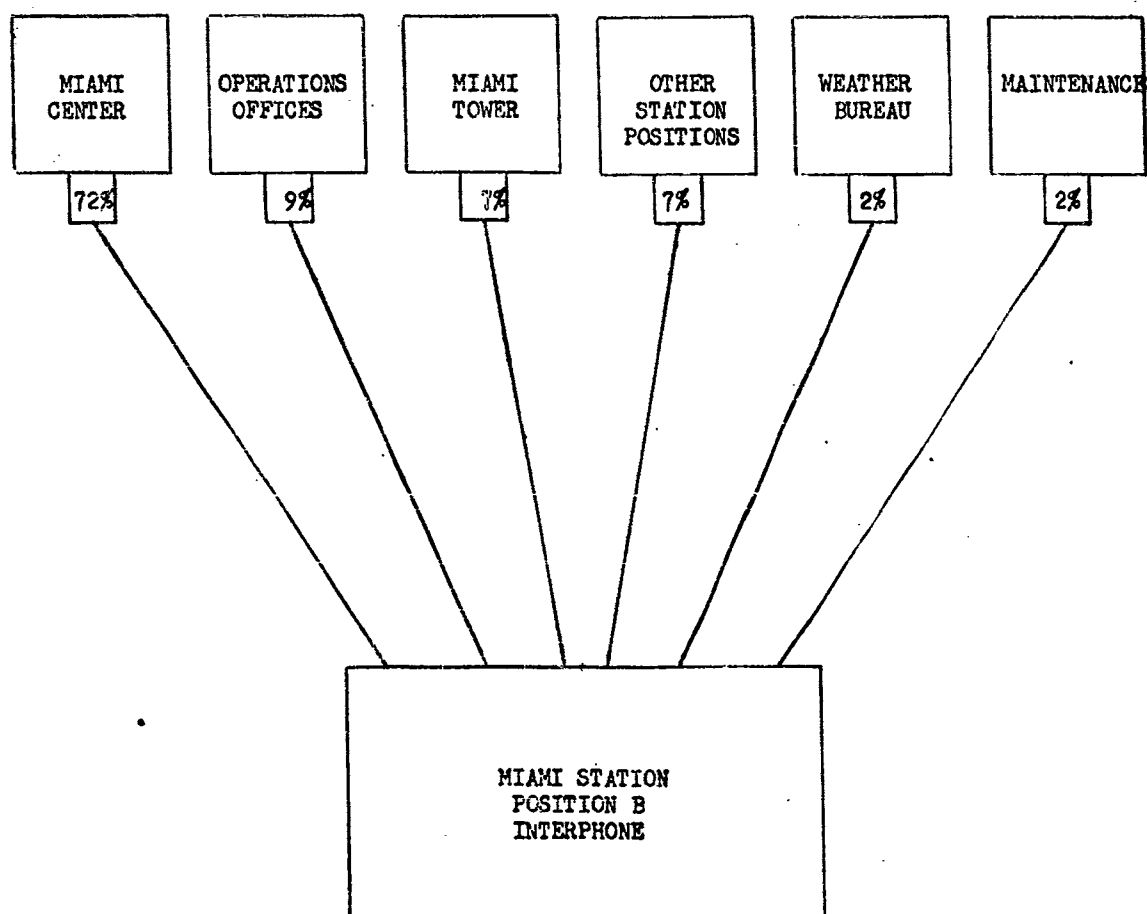 MIAMI
CENTER
OPERATIONS
OFFICES
MIAMI
TOWER
OTHER
STATION
POSITIONS
WEATHER
BUREAU
MAINTENANCE
72%
9%
7%
7%
2%
2%
MIAMI STATION
POSITION B
INTERPHONE